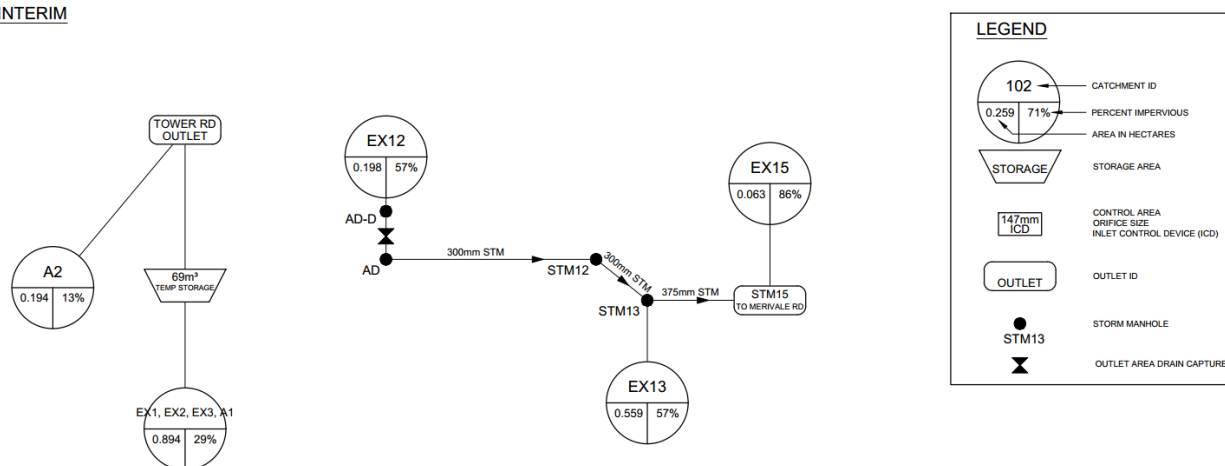 INTERIM
TOWER RD
OUTLET
A2
0.194 13%
69m³
TEMP STORAGE
EX1, EX2, EX3, A1
0.894 29%
EX12
0.198 57%
AD-D
AD
300mm STM
STM12
300mm STM
STM13
375mm STM
STM15
TO MERIVALE RD
EX15
0.063 86%
EX13
0.559 57%
LEGEND
102
0.259 71%
CATCHMENT ID
PERCENT IMPERVIOUS
AREA IN HECTARES
STORAGE
STORAGE AREA
147mm
ICD
CONTROL AREA
ORIFICE SIZE
INLET CONTROL DEVICE (ICD)
OUTLET
OUTLET ID
STM13
STORM MANHOLE
OUTLET AREA DRAIN CAPTURE